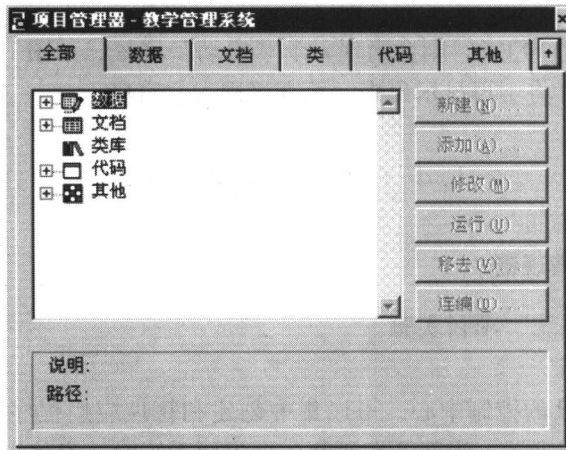 项目管理器 - 教学管理系统
全部 数据 文档 类 代码 其他
数据
文档
类库
代码
其他
新建(N)...
添加(A)...
修改(M)
运行(U)
移去(V)...
连编(D)...
说明:
路径: